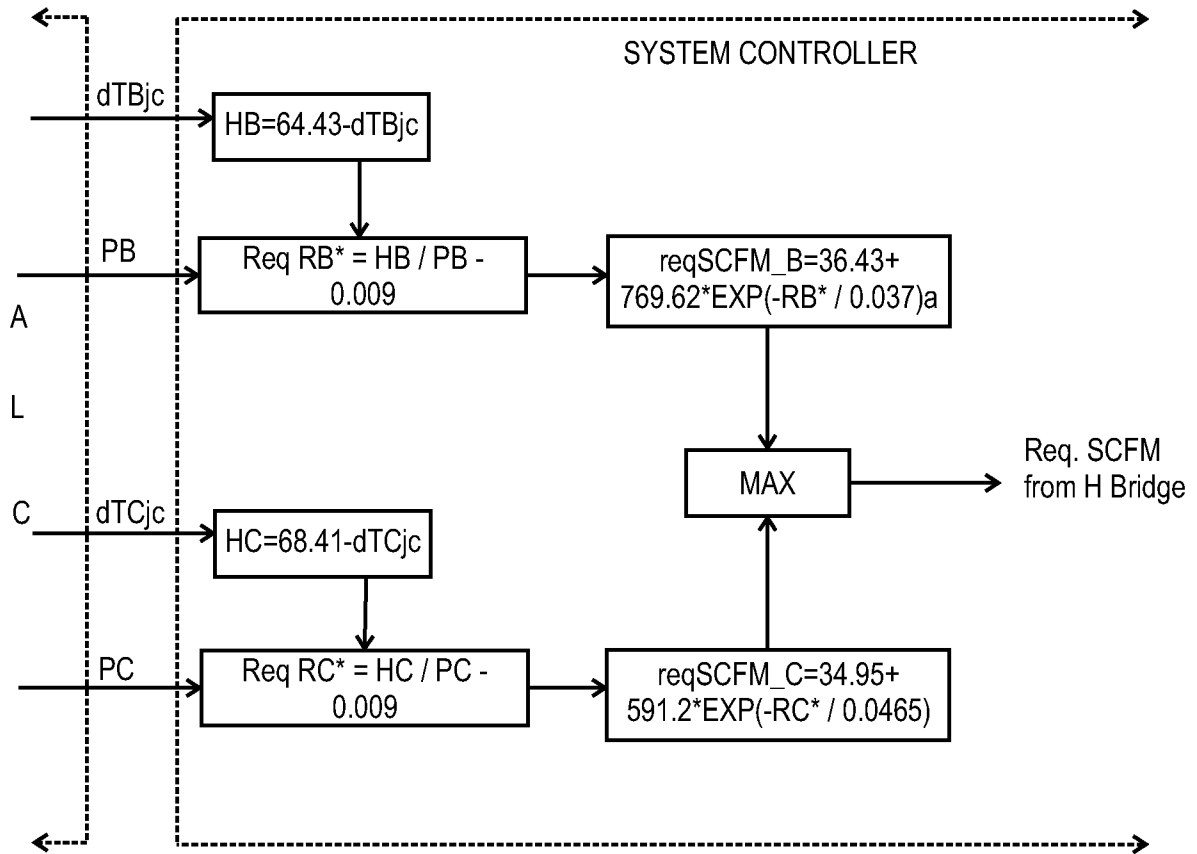 SYSTEM CONTROLLER
dTBjc
HB=64.43-dTBjc
PB
Req RB* = HB / PB -
0.009
reqSCFM_B=36.43+
769.62*EXP(-RB* / 0.037)a
A
L
C
MAX
Req. SCFM
from H Bridge
dTCjc
HC=68.41-dTCjc
PC
Req RC* = HC / PC -
0.009
reqSCFM_C=34.95+
591.2*EXP(-RC* / 0.0465)